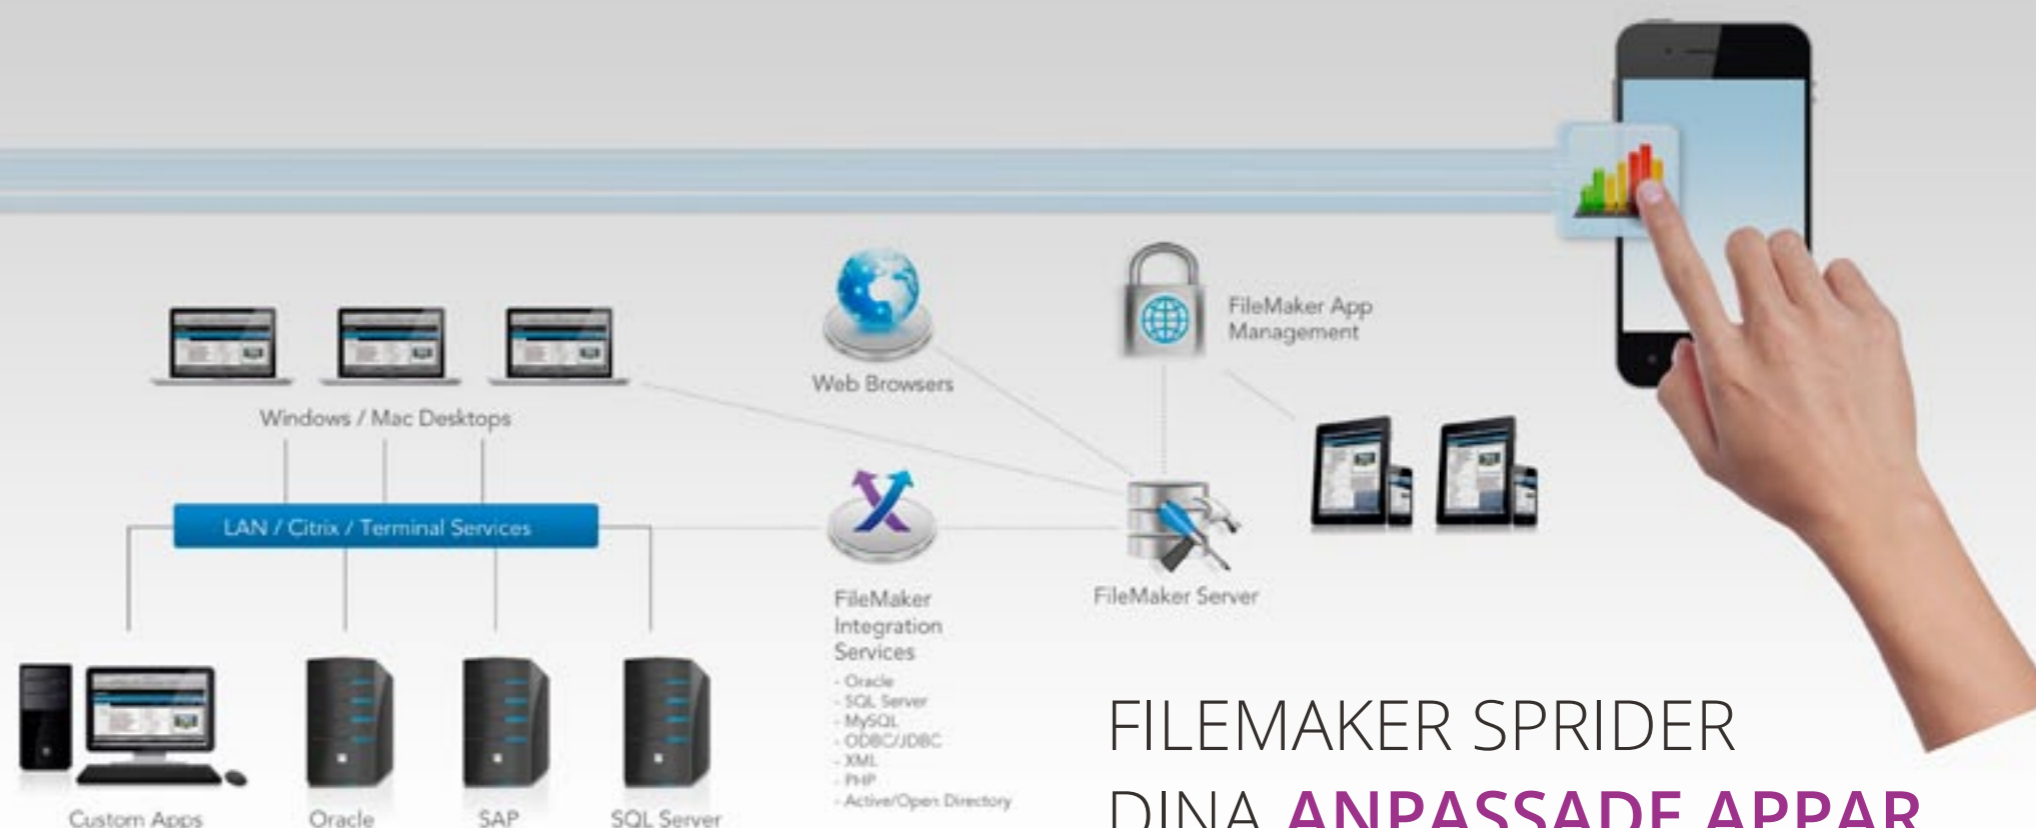 FileMaker App
Management
Web Browsers
Windows / Mac Desktops
LAN / Citrix / Terminal Services
FileMaker
Integration
Services
- Oracle
- SQL Server
- MySQL
- ODBC/JDBC
- XML
- PHP
- Active/Open Directory
FileMaker Server
Custom Apps
Oracle
SAP
SQL Server
FILEMAKER SPRIDER
DINA ANPASSADE APPAR